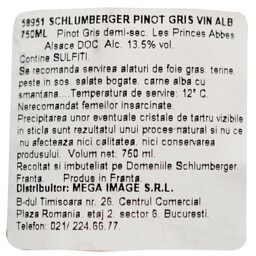 58951 SCHLUMBERGER PINOT GRIS VIN ALB
750ML Pinot Gris demi-sec. Les Princes Abbes
Alsace DOC. Alc. 13.5% vol.
Contine SULFITI.
Se recomanda servirea alaturi de foie gras, terine
peste in sos, salate bogate, carne alba cu
smantana....Temperatura de servire: 12° C.
Nerecomandat femeilor insarcinate.
Precipitarea unor eventuale cristale de tartru vizibile
in sticla sunt rezultatul unui proces natural si nu ce
nu afecteaza nici calitatea, nici conservarea
produsului. Volum net: 750 ml.
Recoltat si imbuteliat pe Domeniile Schlumberger
Franta. Produs in Franta.
Distribuitor: MEGA IMAGE S.R.L.
B-dul Timisoara nr. 26, Centrul Comercial
Plaza Romania, etaj 2, sector 6, Bucuresti.
Telefon: 021/ 224.66.77.